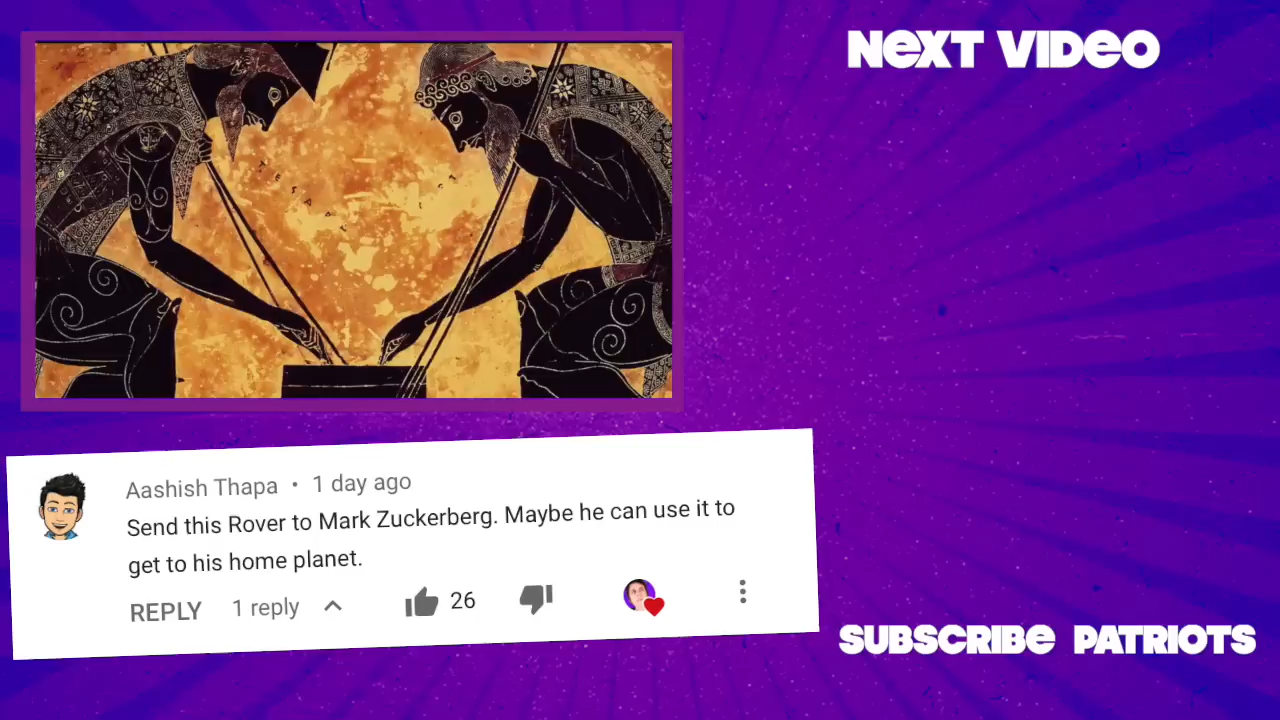 NEXT VIDEO
Aashish Thapa • 1 day ago
Send this Rover to Mark Zuckerberg. Maybe he can use it to
get to his home planet.
REPLY 1 reply 26
SUBSCRIBE PATRIOTS